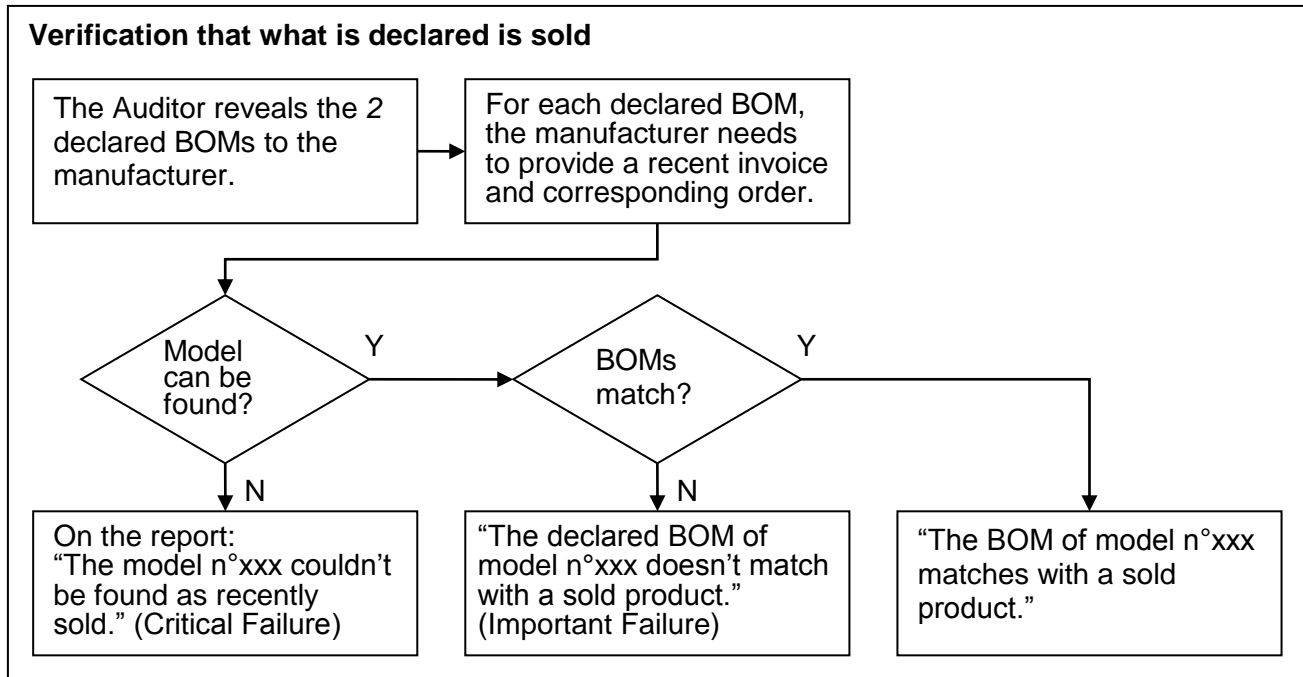 Verification that what is declared is sold
The Auditor reveals the 2
declared BOMs to the
manufacturer.
For each declared BOM,
the manufacturer needs
to provide a recent invoice
and corresponding order.
Model
can be
found?
Y
N
BOMs
match?
Y
N
On the report:
“The model n°xxx couldn’t
be found as recently
sold.” (Critical Failure)
“The declared BOM of
model n°xxx doesn’t match
with a sold product.”
(Important Failure)
“The BOM of model n°xxx
matches with a sold
product.”